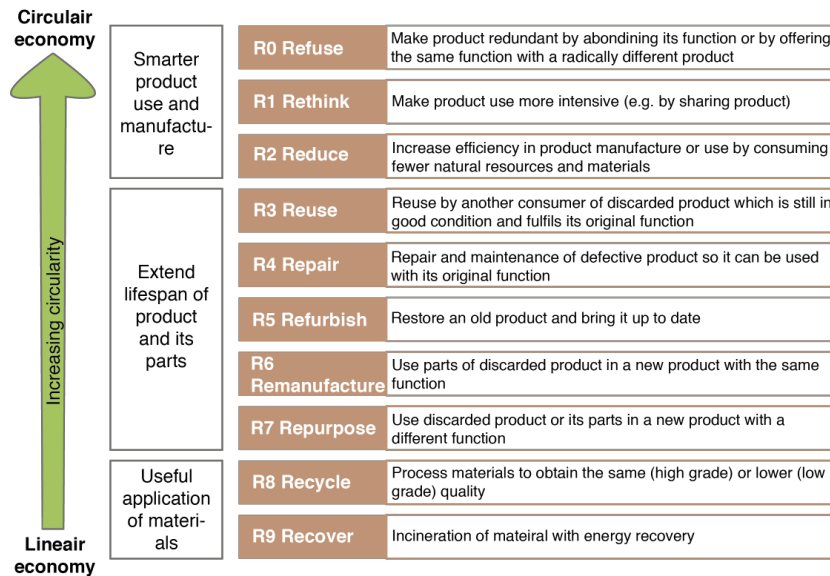 Circulair
economy
Increasing circularity
Lineair
economy
Smarter
product
use and
manufactu-
re
R0 Refuse
Make product redundant by abondining its function or by offering
the same function with a radically different product
R1 Rethink
Make product use more intensive (e.g. by sharing product)
R2 Reduce
Increase efficiency in product manufacture or use by consuming
fewer natural resources and materials
Extend
lifespan of
product
and its
parts
R3 Reuse
Reuse by another consumer of discarded product which is still in
good condition and fulfils its original function
R4 Repair
Repair and maintenance of defective product so it can be used
with its original function
R5 Refurbish
Restore an old product and bring it up to date
R6
Remanufacture
Use parts of discarded product in a new product with the same
function
R7 Repurpose
Use discarded product or its parts in a new product with a
different function
Useful
application
of materi-
als
R8 Recycle
Process materials to obtain the same (high grade) or lower (low
grade) quality
R9 Recover
Incineration of mateiral with energy recovery